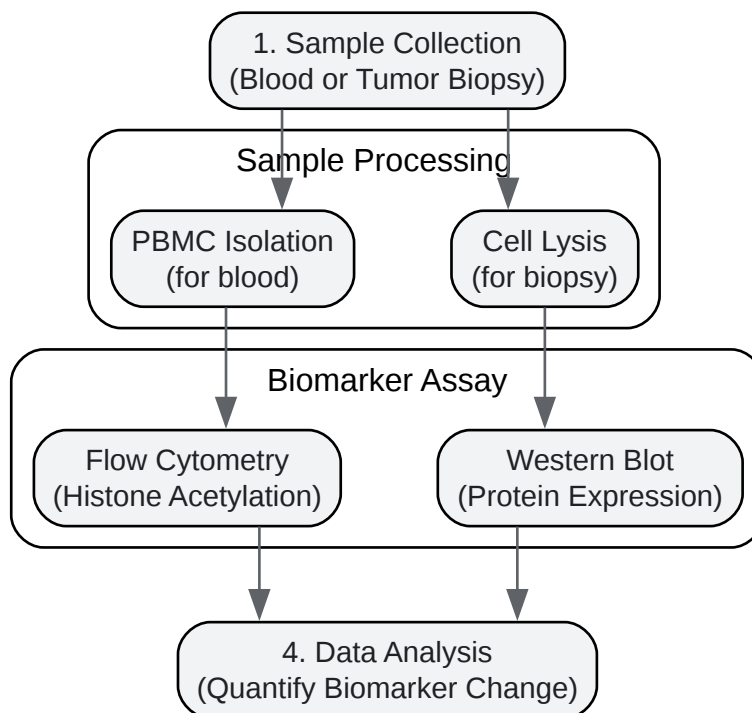 1. Sample Collection
(Blood or Tumor Biopsy)
Sample Processing
PBMC Isolation
(for blood)
Cell Lysis
(for biopsy)
Biomarker Assay
Flow Cytometry
(Histone Acetylation)
Western Blot
(Protein Expression)
4. Data Analysis
(Quantify Biomarker Change)